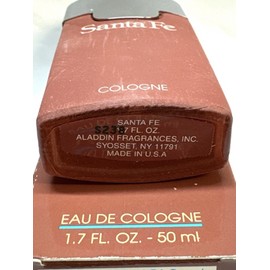 Santa Fe
COLOGNE
SANTA FE
3238
.7 FL. OZ.
ALADDIN FRAGRANCES, INC.
SYOSSET, NY 11791
MADE IN U.S.A
EAU DE COLOGNE
1.7 FL. OZ. - 50 ml